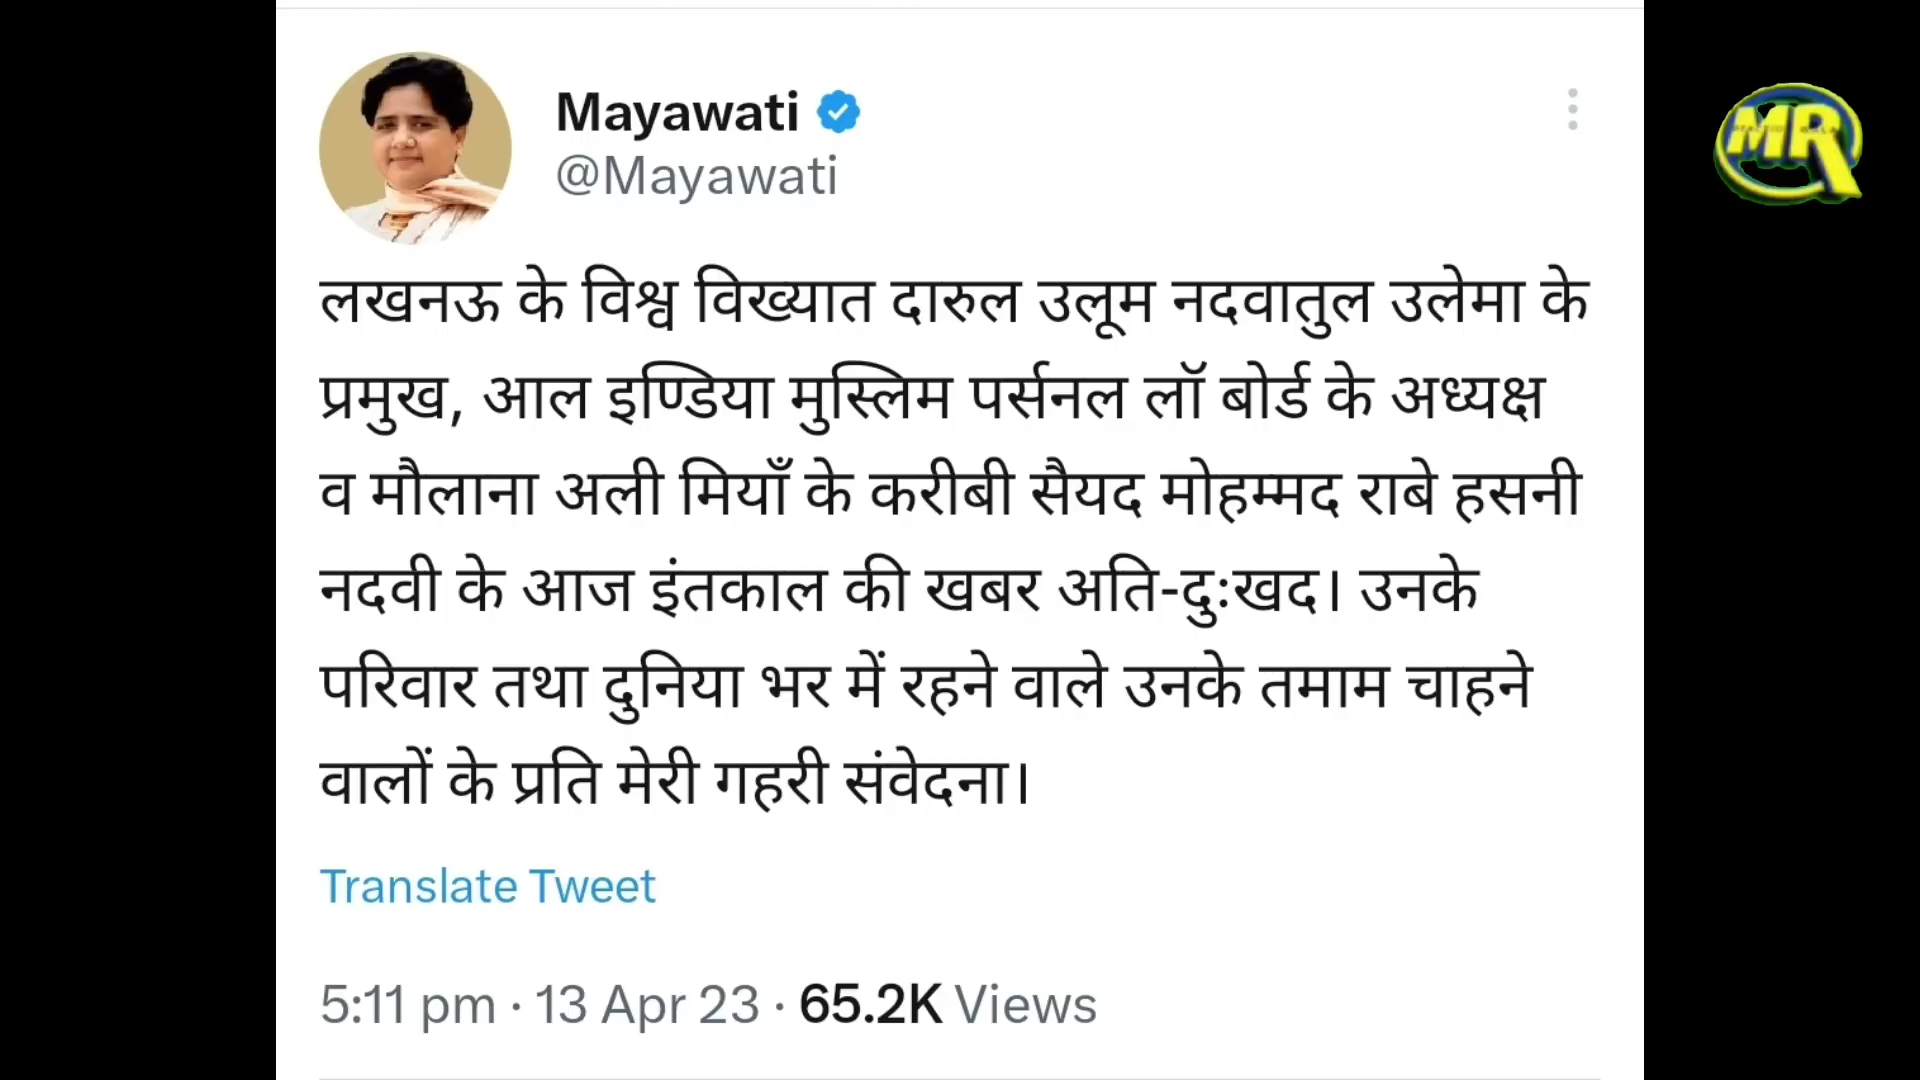 Mayawati
@Mayawati
MR
लखनऊ के विश्व विख्यात दारुल उलूम नदवातुल उलेमा के
प्रमुख, आल इण्डिया मुस्लिम पर्सनल लॉ बोर्ड के अध्यक्ष
व मौलाना अली मियाँ के करीबी सैयद मोहम्मद राबे हसनी
नदवी के आज इंतकाल की खबर अति-दुःखद। उनके
परिवार तथा दुनिया भर में रहने वाले उनके तमाम चाहने
वालों के प्रति मेरी गहरी संवेदना।
Translate Tweet
5:11 pm · 13 Apr 23 · 65.2K Views